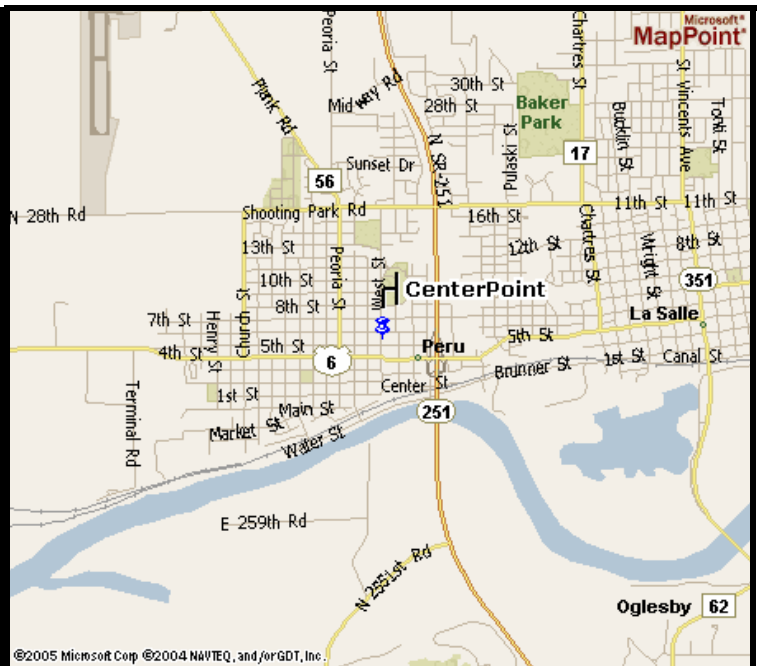 Microsoft®
MapPoint®
Peoria St
Chartres St
St Vincents Ave
Plank Rd
Midway Rd
30th St
28th St
Baker
Park
Bucklin St
Tonti St
N SR-251
Pulaski St
17
Sunset Dr
56
N 28th Rd
Shooting Park Rd
16th St
11th St
11th St
13th St
Peoria St
West St
12th St
Chartres St
Wright St
8th St
10th St
H CenterPoint
351
8th St
7th St
Henry St
Church St
La Salle
5th St
4th St
5th St
6
Peru
1st St
Canal St
Brunner St
Center St
Terminal Rd
1st St
Main St
251
Market St
Water St
E 259th Rd
N 2551st Rd
Oglesby
62
©2005 Microsoft Corp ©2004 NAVTEQ, and/or GDT, Inc.